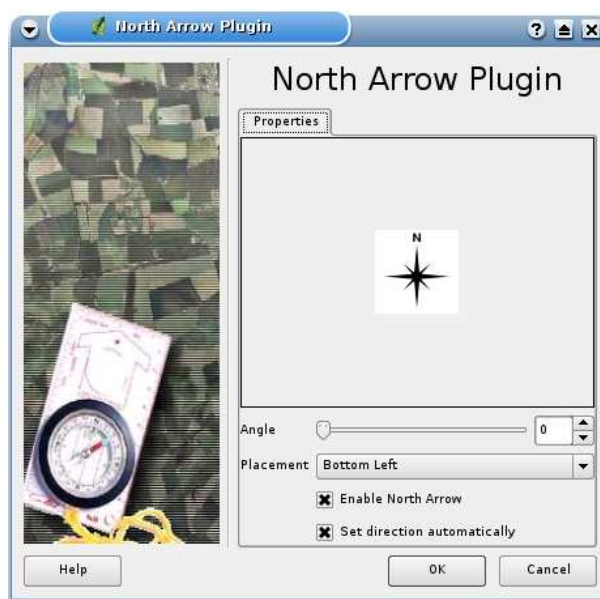 North Arrow Plugin
?
North Arrow Plugin
Properties
N
Angle
0
Placement
Bottom Left
Enable North Arrow
Set direction automatically
Help
OK
Cancel